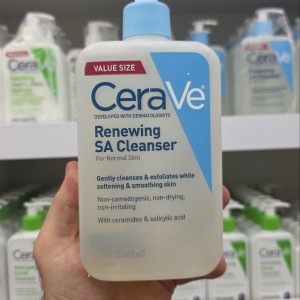 VALUE SIZE
CeraVe
DEVELOPED WITH DERMATOLOGISTS
Renewing
SA Cleanser
For Normal Skin
Gently cleanses & exfoliates while
softening & smoothing skin
Non-comedogenic, non-drying,
non-irritating
With ceramides & salicylic acid